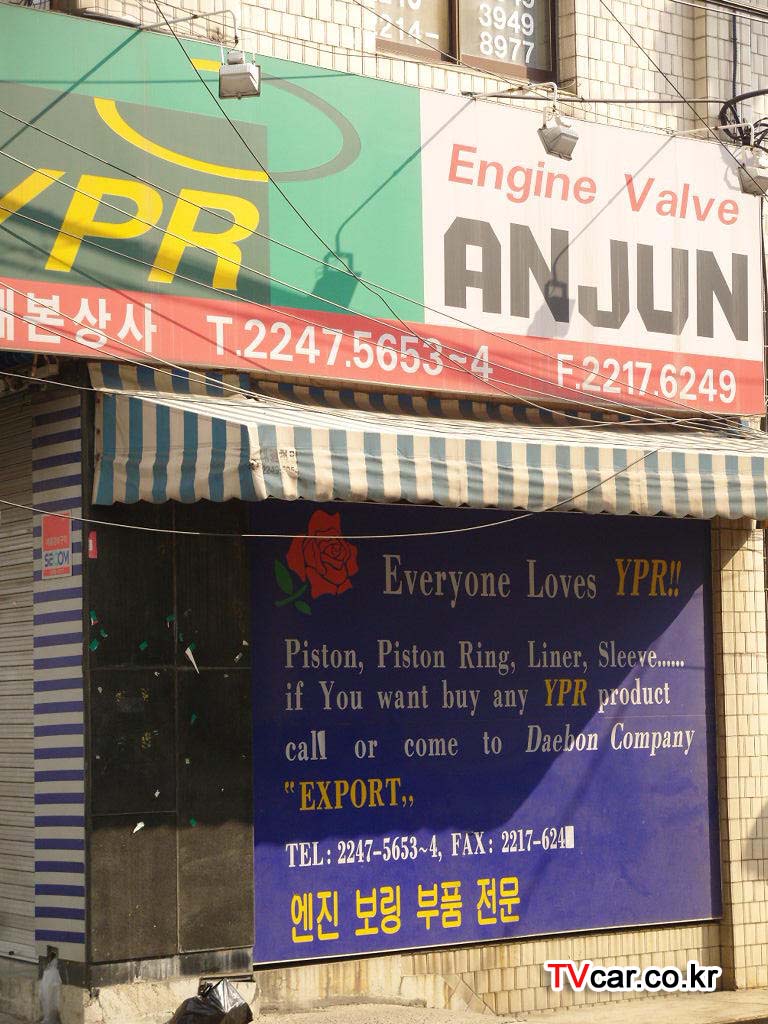 3949
2214- 8977
Engine Valve
YPR
ANJUN
대본상사 T.2247.5653~4 F.2217.6249
SECOM
Everyone Loves YPR!!
Piston, Piston Ring, Liner, Sleeve......
if You want buy any YPR product
call or come to Daebon Company
"EXPORT,,
TEL: 2247-5653~4, FAX: 2217-624
엔진 보링 부품 전문
TVcar.co.kr